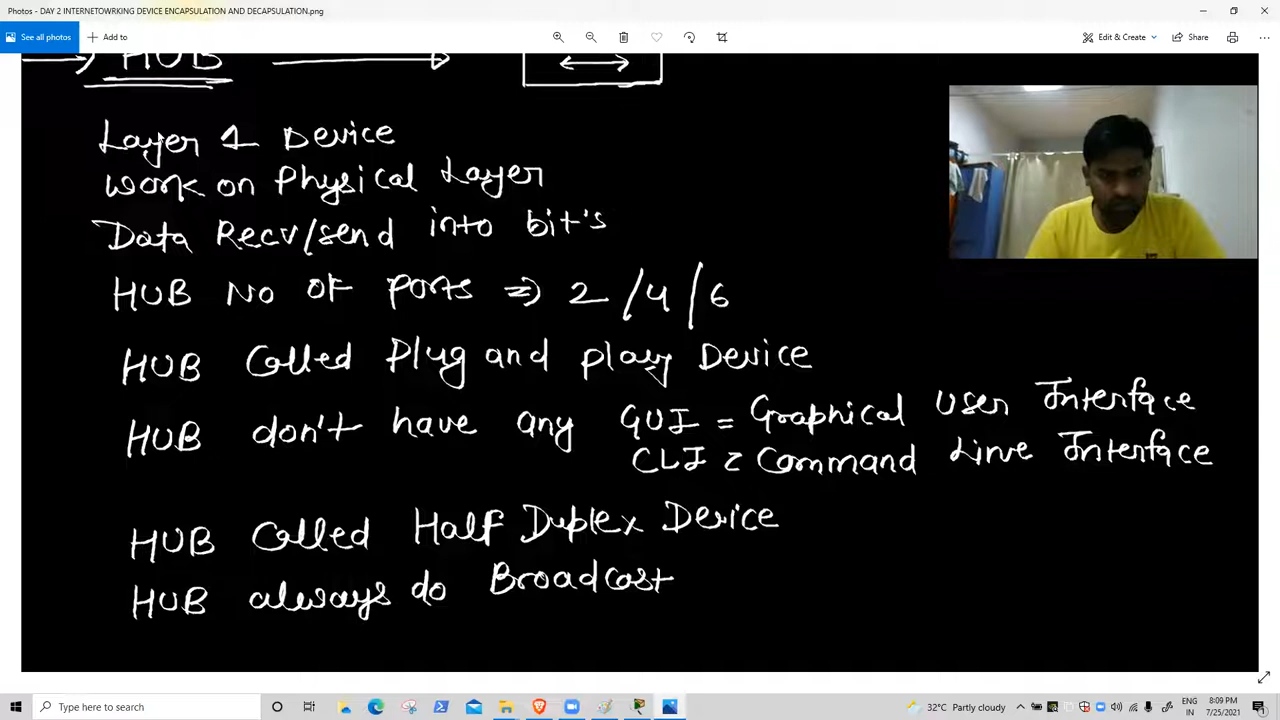 Photos - DAY 2 INTERNETOWRKING DEVICE ENCAPSULATION AND DECAPSULATION.png
See all photos
Add to
Edit & Create
Share
HUB
Layer 1 Device
Work on Physical Layer
Data Recv/send into bit's
HUB No Of Ports => 2 /4 /6
HUB Called Plug and play Device
HUB don't have any GUI = Graphical User Interface
CLI = Command Line Interface
HUB Called Half Duplex Device
HUB always do Broadcast
Type here to search
32°C Partly cloudy
ENG
IN
8:09 PM
7/25/2021